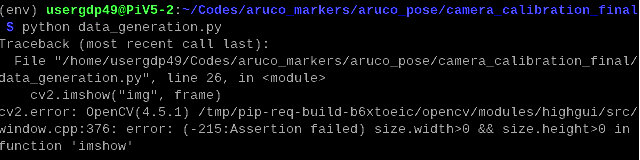 (env) usergdp49@PiV5-2:~/Codes/aruco_markers/aruco_pose/camera_calibration_final
$ python data_generation.py
Traceback (most recent call last):
  File "/home/usergdp49/Codes/aruco_markers/aruco_pose/camera_calibration_final/
data_generation.py", line 26, in <module>
    cv2.imshow("img", frame)
cv2.error: OpenCV(4.5.1) /tmp/pip-req-build-b6xtoeic/opencv/modules/highgui/src/
window.cpp:376: error: (-215:Assertion failed) size.width>0 && size.height>0 in
function 'imshow'